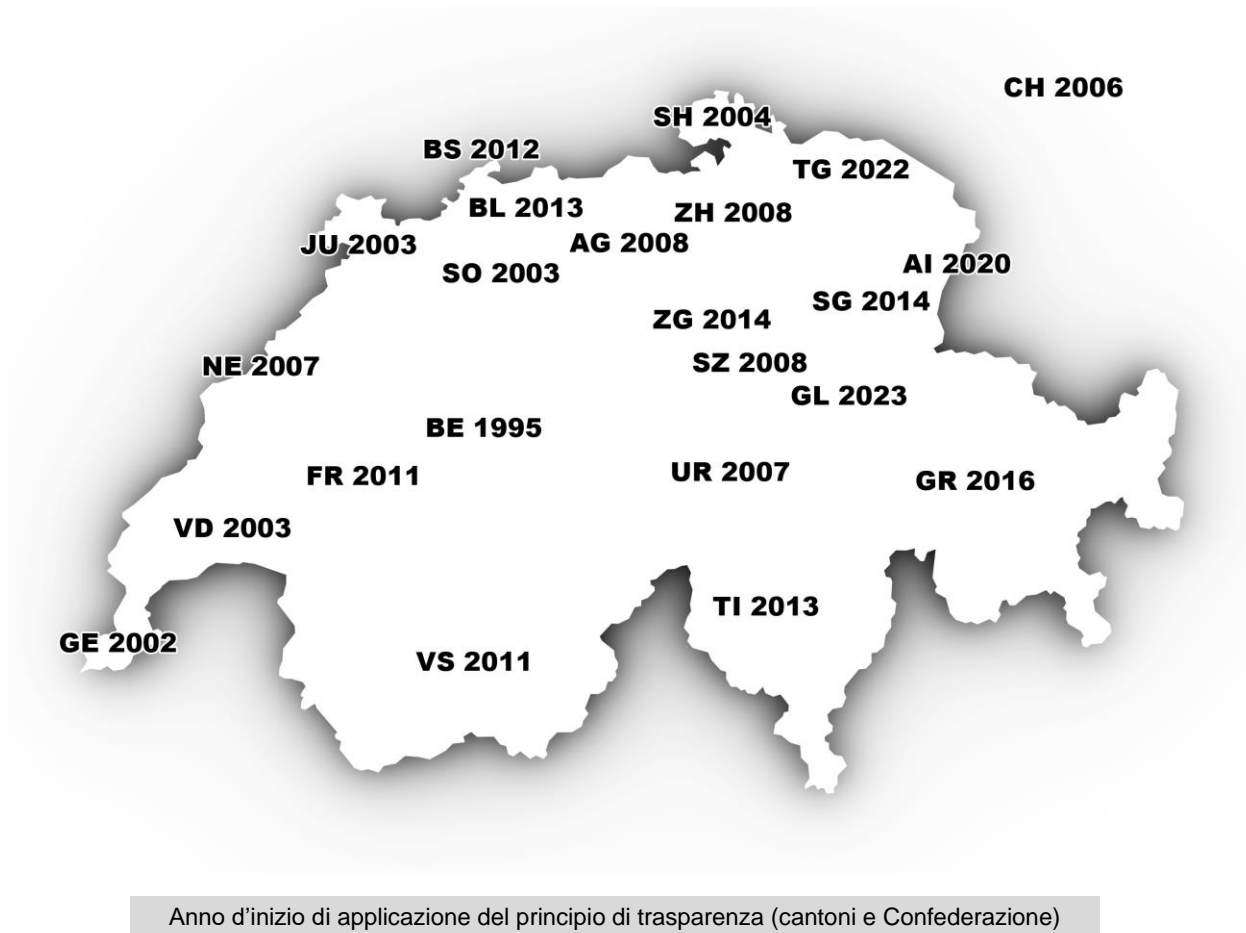 CH 2006
SH 2004
BS 2012
TG 2022
BL 2013
ZH 2008
JU 2003
AG 2008
AI 2020
SO 2003
SG 2014
ZG 2014
NE 2007
SZ 2008
GL 2023
BE 1995
FR 2011
UR 2007
GR 2016
VD 2003
TI 2013
GE 2002
VS 2011
Anno d’inizio di applicazione del principio di trasparenza (cantoni e Confederazione)